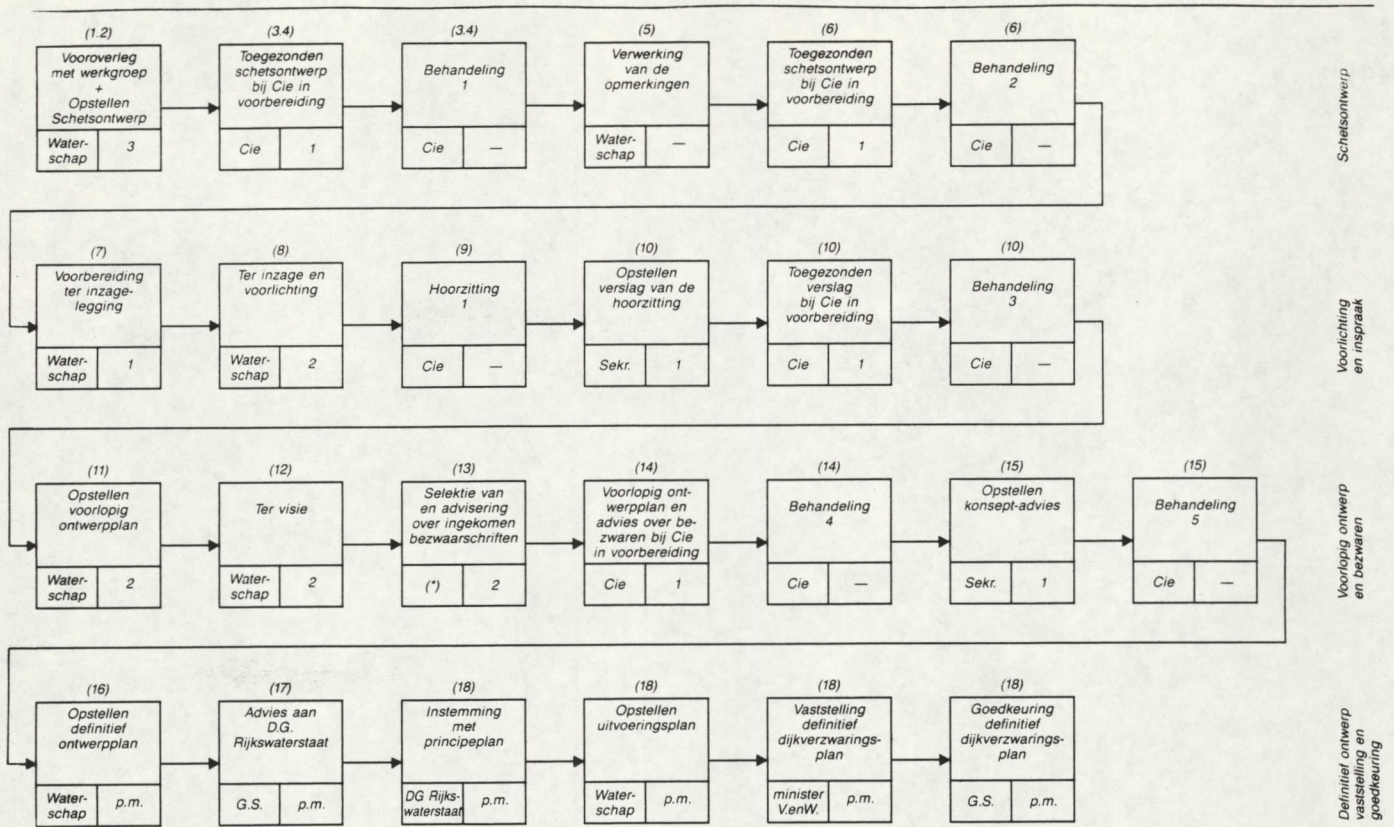 (1.2)
Vooroverleg
met werkgroep
+
Opstellen
Schetsontwerp
Water-
schap
3
(3.4)
Toegezonden
schetsontwerp
bij Cie in
voorbereiding
Cie
1
(3.4)
Behandeling
1
Cie
—
(5)
Verwerking
van de
opmerkingen
Water-
schap
—
(6)
Toegezonden
schetsontwerp
bij Cie in
voorbereiding
Cie
1
(6)
Behandeling
2
Cie
—
Schetsontwerp
(7)
Voorbereiding
ter inzage-
legging
Water-
schap
1
(8)
Ter inzage en
voorlichting
Water-
schap
2
(9)
Hoorzitting
1
Cie
—
(10)
Opstellen
verslag van de
hoorzitting
Sekr.
1
(10)
Toegezonden
verslag
bij Cie in
voorbereiding
Cie
1
(10)
Behandeling
3
Cie
—
Voorlichting
en inspraak
(11)
Opstellen
voorlopig
ontwerpplan
Water-
schap
2
(12)
Ter visie
Water-
schap
2
(13)
Selektie van
en advisering
over ingekomen
bezwaarschriften
(*)
2
(14)
Voorlopig ont-
werpplan en
advies over be-
zwaren bij Cie
in voorbereiding
Cie
1
(14)
Behandeling
4
Cie
—
(15)
Opstellen
konsept-advies
Sekr.
1
(15)
Behandeling
5
Cie
—
Voorlopig ontwerp
en bezwaren
(16)
Opstellen
definitief
ontwerpplan
Water-
schap
p.m.
(17)
Advies aan
D.G.
Rijkswaterstaat
G.S.
p.m.
(18)
Instemming
met
principeplan
DG Rijks-
waterstaat
p.m.
(18)
Opstellen
uitvoeringsplan
Water-
schap
p.m.
(18)
Vaststelling
definitief
dijkverzwarings-
plan
minister
V.enW.
p.m.
(18)
Goedkeuring
definitief
dijkverzwarings-
plan
G.S.
p.m.
Definitief ontwerp
vaststelling en
goedkeuring